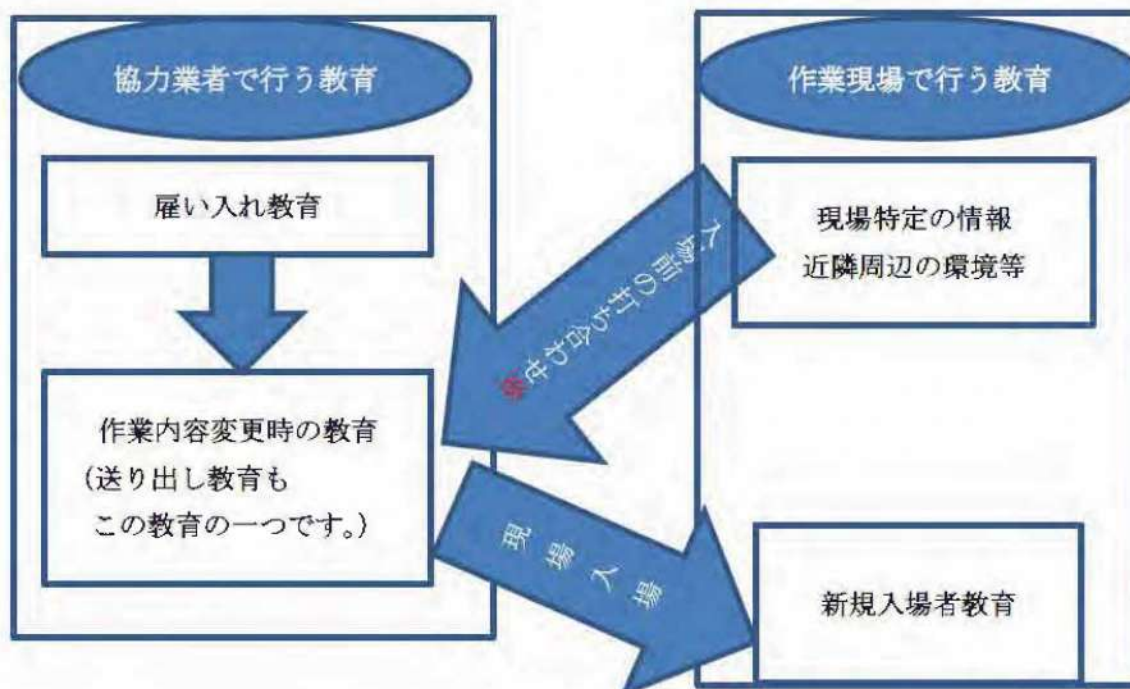 協力業者で行う教育
雇い入れ教育
作業内容変更時の教育
(送り出し教育も
この教育の一つです。)
作業現場で行う教育
現場特定の情報
近隣周辺の環境等
入場前の打ち合わせ
現場入場
新規入場者教育